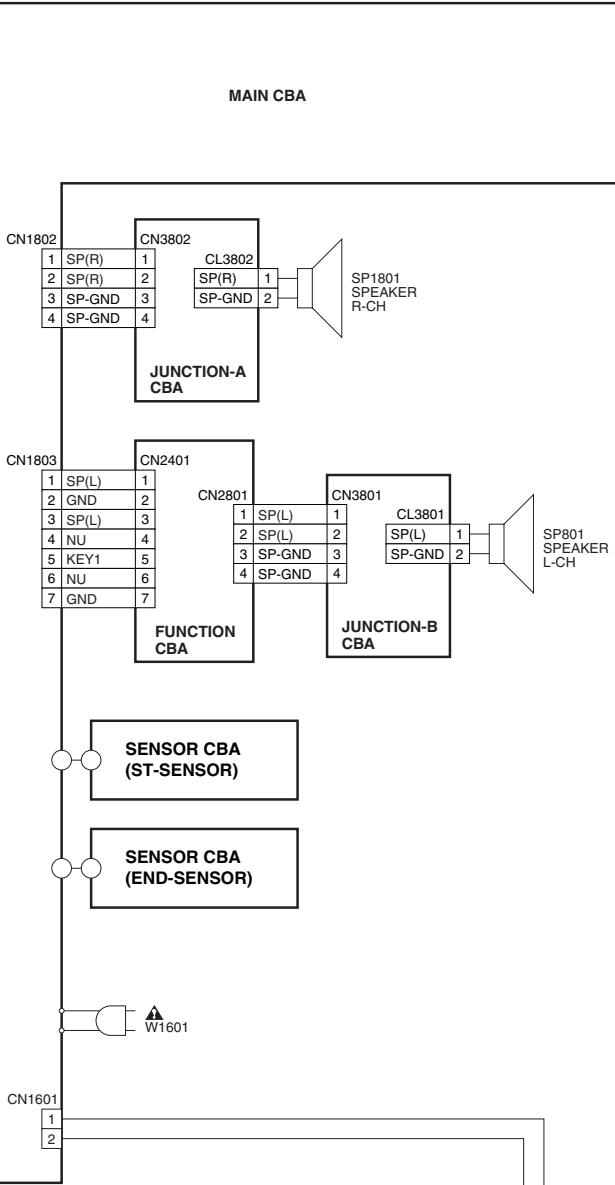 MAIN CBA
CN1802
CN3802
1 SP(R) 1
2 SP(R) 2
3 SP-GND 3
4 SP-GND 4
CL3802
SP(R) 1
SP-GND 2
SP1801
SPEAKER
R-CH
JUNCTION-A
CBA
CN1803
CN2401
1 SP(L) 1
2 GND 2
3 SP(L) 3
4 NU 4
5 KEY1 5
6 NU 6
7 GND 7
FUNCTION
CBA
CN2801
CN3801
1 SP(L) 1
2 SP(L) 2
3 SP-GND 3
4 SP-GND 4
CL3801
SP(L) 1
SP-GND 2
SP801
SPEAKER
L-CH
JUNCTION-B
CBA
SENSOR CBA
(ST-SENSOR)
SENSOR CBA
(END-SENSOR)
W1601
CN1601
1
2